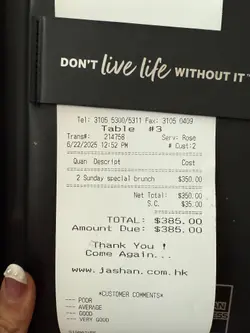 DON'T live life WITHOUT IT™
Tel: 3105 5300/5311 Fax: 3105 0409
Table #3
Trans#: 214758 Serv: Rose
6/22/2025 12:52 PM # Cust:2
Quan Descript Cost
2 Sunday special brunch $350.00
Net Total: $350.00
S.C. $35.00
TOTAL: $385.00
Amount Due: $385.00
Thank You !
Come Again...
www.jashan.com.hk
*CUSTOMER COMMENTS*
--- POOR
--- AVERAGE
--- GOOD
--- VERY GOOD